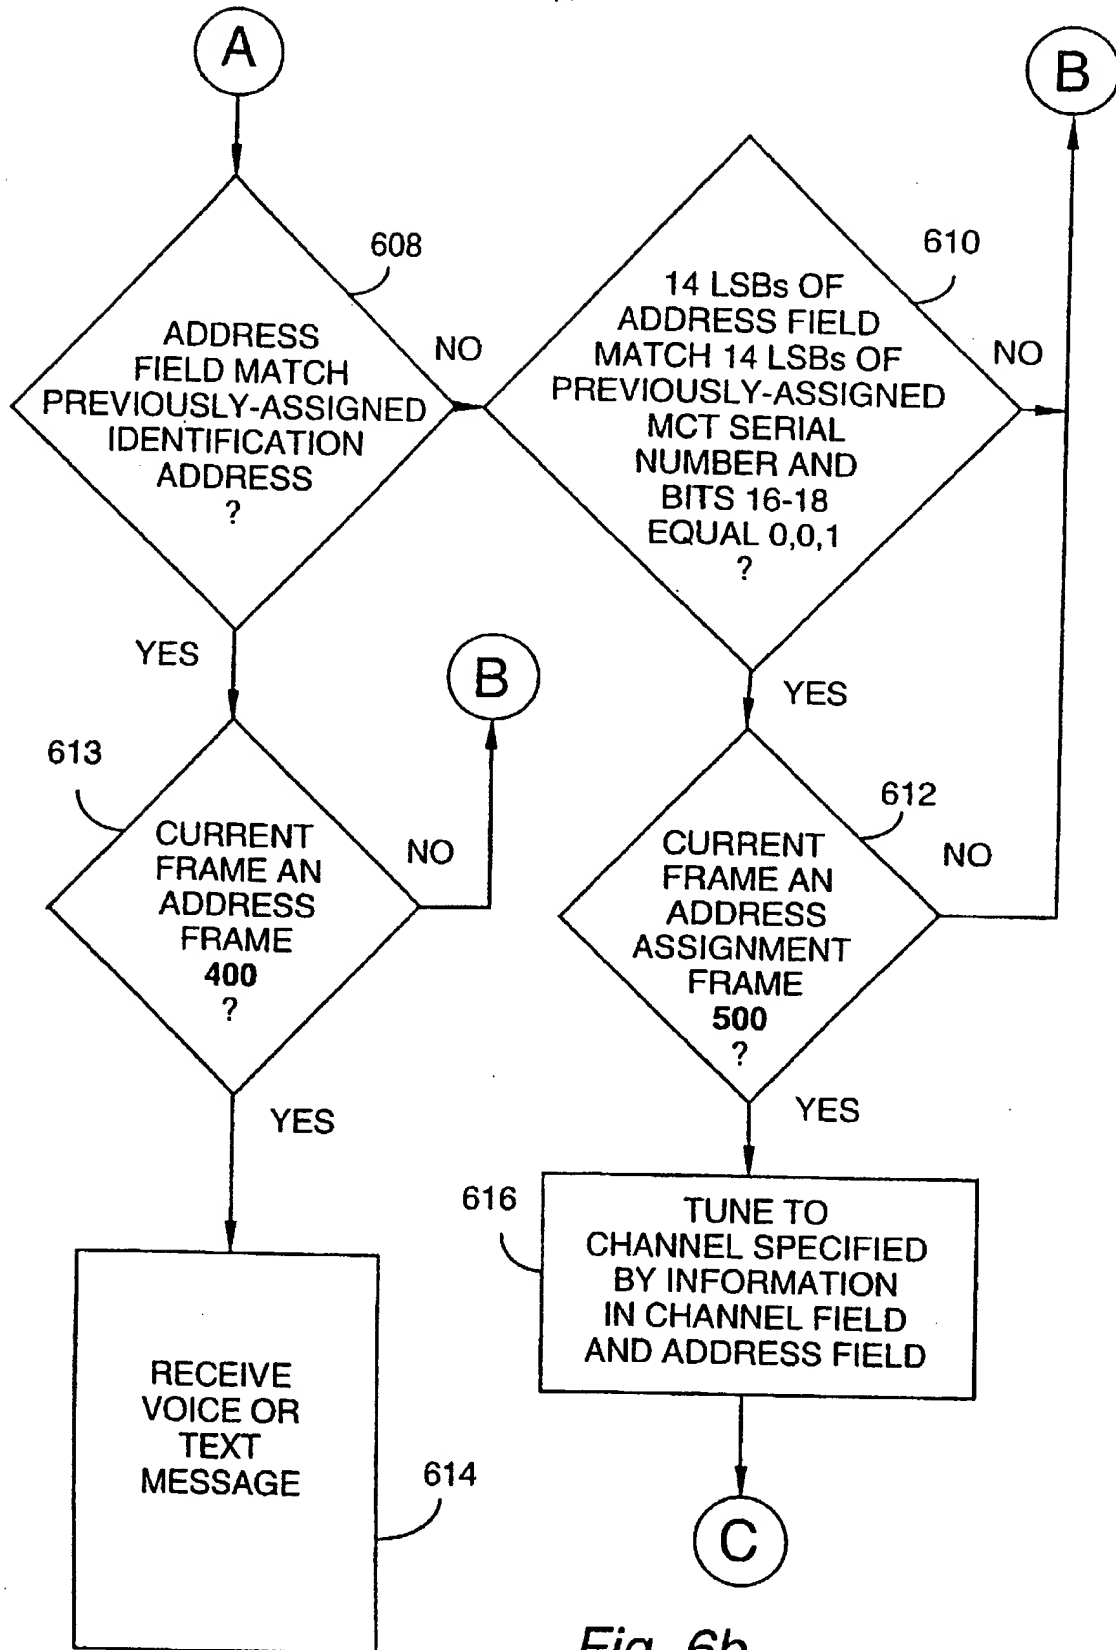 A
B
608
ADDRESS
FIELD MATCH
PREVIOUSLY-ASSIGNED
IDENTIFICATION
ADDRESS
?
NO
610
14 LSBs OF
ADDRESS FIELD
MATCH 14 LSBs OF
PREVIOUSLY-ASSIGNED
MCT SERIAL
NUMBER AND
BITS 16-18
EQUAL 0,0,1
?
NO
YES
B
YES
613
CURRENT
FRAME AN
ADDRESS
FRAME
400
?
NO
612
CURRENT
FRAME AN
ADDRESS
ASSIGNMENT
FRAME
500
?
NO
YES
YES
616
TUNE TO
CHANNEL SPECIFIED
BY INFORMATION
IN CHANNEL FIELD
AND ADDRESS FIELD
RECEIVE
VOICE OR
TEXT
MESSAGE
614
C
Fig. 6b